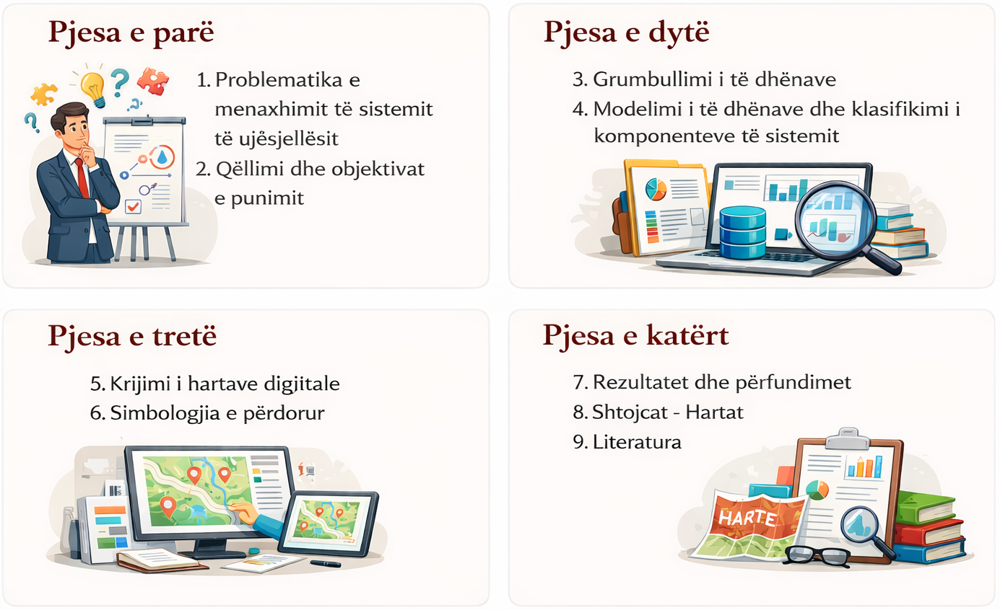 Pjesa e parë
1. Problematika e
menaxhimit të sistemit
të ujësjellësit
2. Qëllimi dhe objektivat
e punimit
Pjesa e dytë
3. Grumbullimi i të dhënave
4. Modelimi i të dhënave dhe klasifikimi i
komponenteve të sistemit
Pjesa e tretë
5. Krijimi i hartave digjitale
6. Simbologjia e përdorur
Pjesa e katërt
7. Rezultatet dhe përfundimet
8. Shtojcat - Hartat
9. Literatura
HARTE